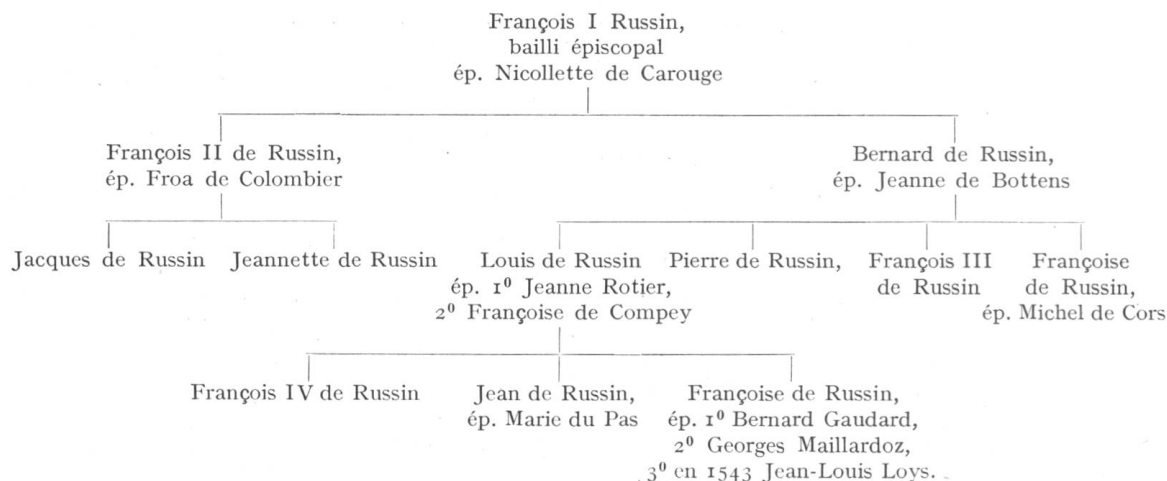 François I Russin,
bailli épiscopal
ép. Nicollette de Carouge
François II de Russin,
ép. Froa de Colombier
Bernard de Russin,
ép. Jeanne de Bottens
Jacques de Russin
Jeannette de Russin
Louis de Russin
ép. 1⁰ Jeanne Rotier,
2⁰ Françoise de Compey
Pierre de Russin,
François III
de Russin
Françoise
de Russin,
ép. Michel de Cors
François IV de Russin
Jean de Russin,
ép. Marie du Pas
Françoise de Russin,
ép. 1⁰ Bernard Gaudard,
2⁰ Georges Maillardoz,
3⁰ en 1543 Jean-Louis Loys.